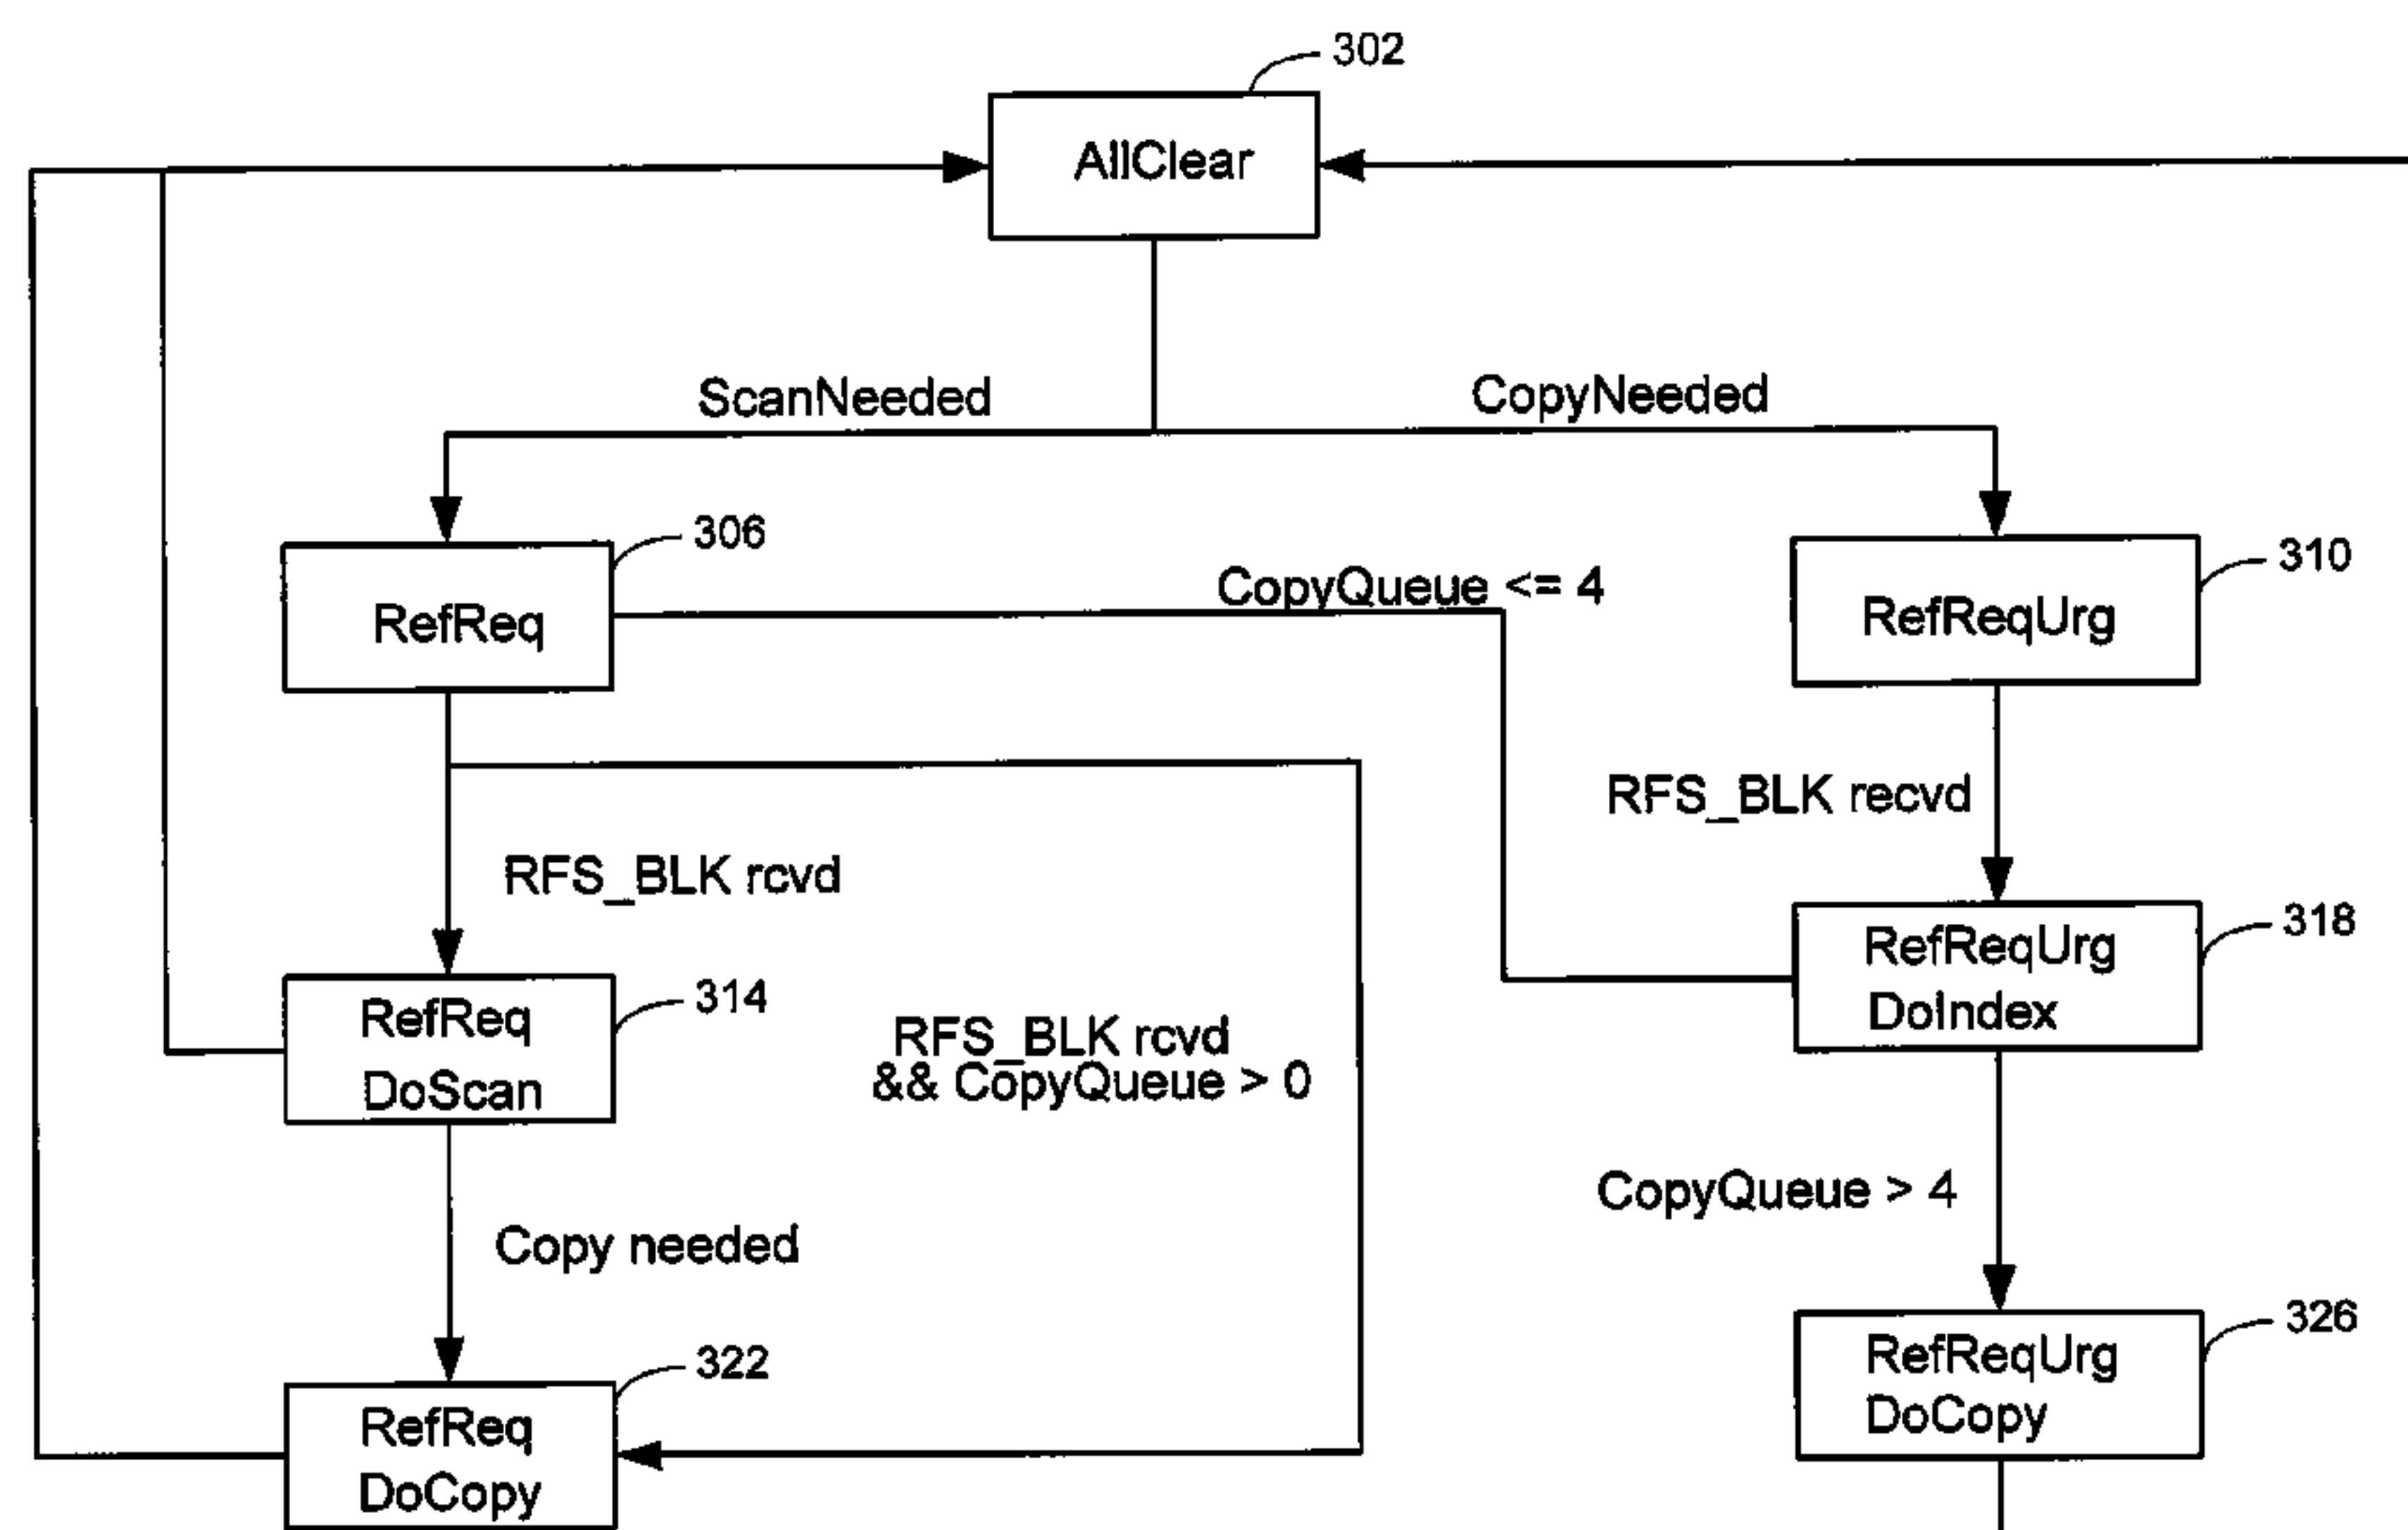 302
AllClear
ScanNeeded
CopyNeeded
306
RefReq
CopyQueue <= 4
310
RefReqUrg
RFS_BLK recvd
RFS_BLK rcvd
318
RefReqUrg
DoIndex
314
RefReq
DoScan
RFS_BLK rcvd
&& CopyQueue > 0
CopyQueue > 4
Copy needed
326
RefReqUrg
DoCopy
322
RefReq
DoCopy